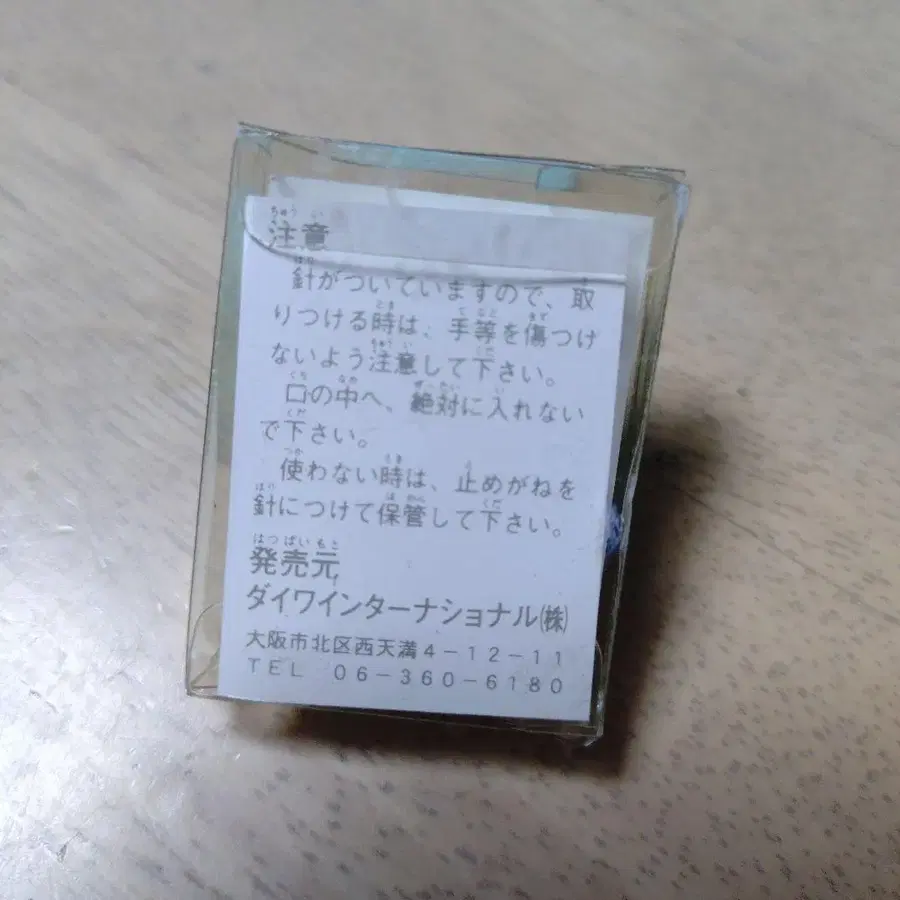 注意
針がついていますので、取
りつける時は、手等を傷つけ
ないよう注意して下さい。
口の中へ、絶対に入れない
で下さい。
使わない時は、止めがねを
針につけて保管して下さい。
発売元
ダイワインターナショナル㈱
大阪市北区西天満4-12-11
TEL 06-360-6180